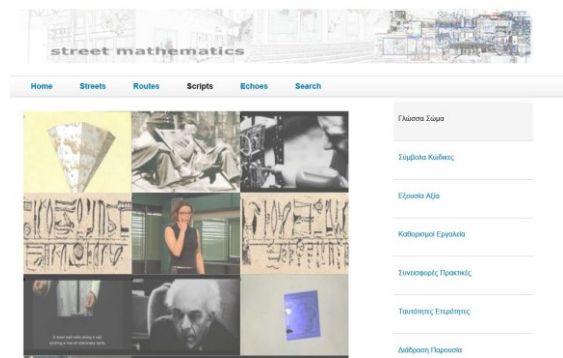 street mathematics
Home Streets Routes Scripts Echoes Search
Γλώσσα Σώμα
Σύμβολα Κώδικες
Εξουσία Αξία
Καθορισμοί Εργαλεία
Συνεισφορές Πρακτικές
Ταυτότητες Ετερότητες
Διάδραση Παρουσία